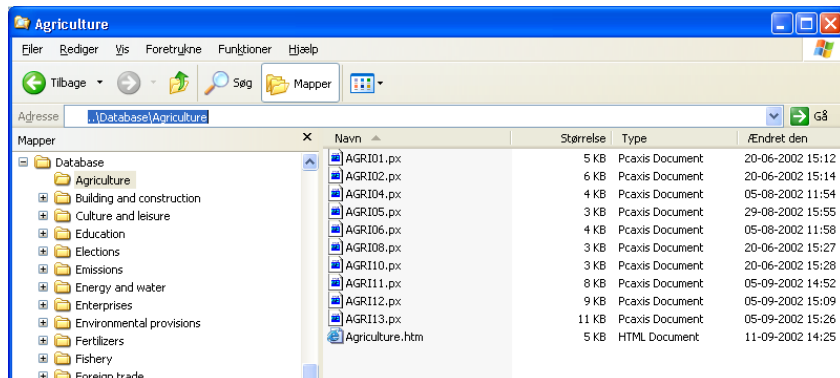 Agriculture
Filer Rediger Vis Foretrukne Funktioner Hjælp
Tilbage Søg Mapper
Adresse ..\Database\Agriculture Gå
Mapper × Navn Størrelse Type Ændret den
Database AGRI01.px 5 KB Pcaxis Document 20-06-2002 15:12
Agriculture AGRI02.px 6 KB Pcaxis Document 20-06-2002 15:14
Building and construction AGRI04.px 4 KB Pcaxis Document 05-08-2002 11:54
Culture and leisure AGRI05.px 3 KB Pcaxis Document 29-08-2002 15:55
Education AGRI06.px 4 KB Pcaxis Document 05-08-2002 11:58
Elections AGRI08.px 3 KB Pcaxis Document 20-06-2002 15:27
Emissions AGRI10.px 3 KB Pcaxis Document 20-06-2002 15:28
Energy and water AGRI11.px 8 KB Pcaxis Document 05-09-2002 14:52
Enterprises AGRI12.px 9 KB Pcaxis Document 05-09-2002 15:09
Environmental provisions AGRI13.px 11 KB Pcaxis Document 05-09-2002 15:26
Fertilizers Agriculture.htm 5 KB HTML Document 11-09-2002 14:25
Fishery
Foreign trade